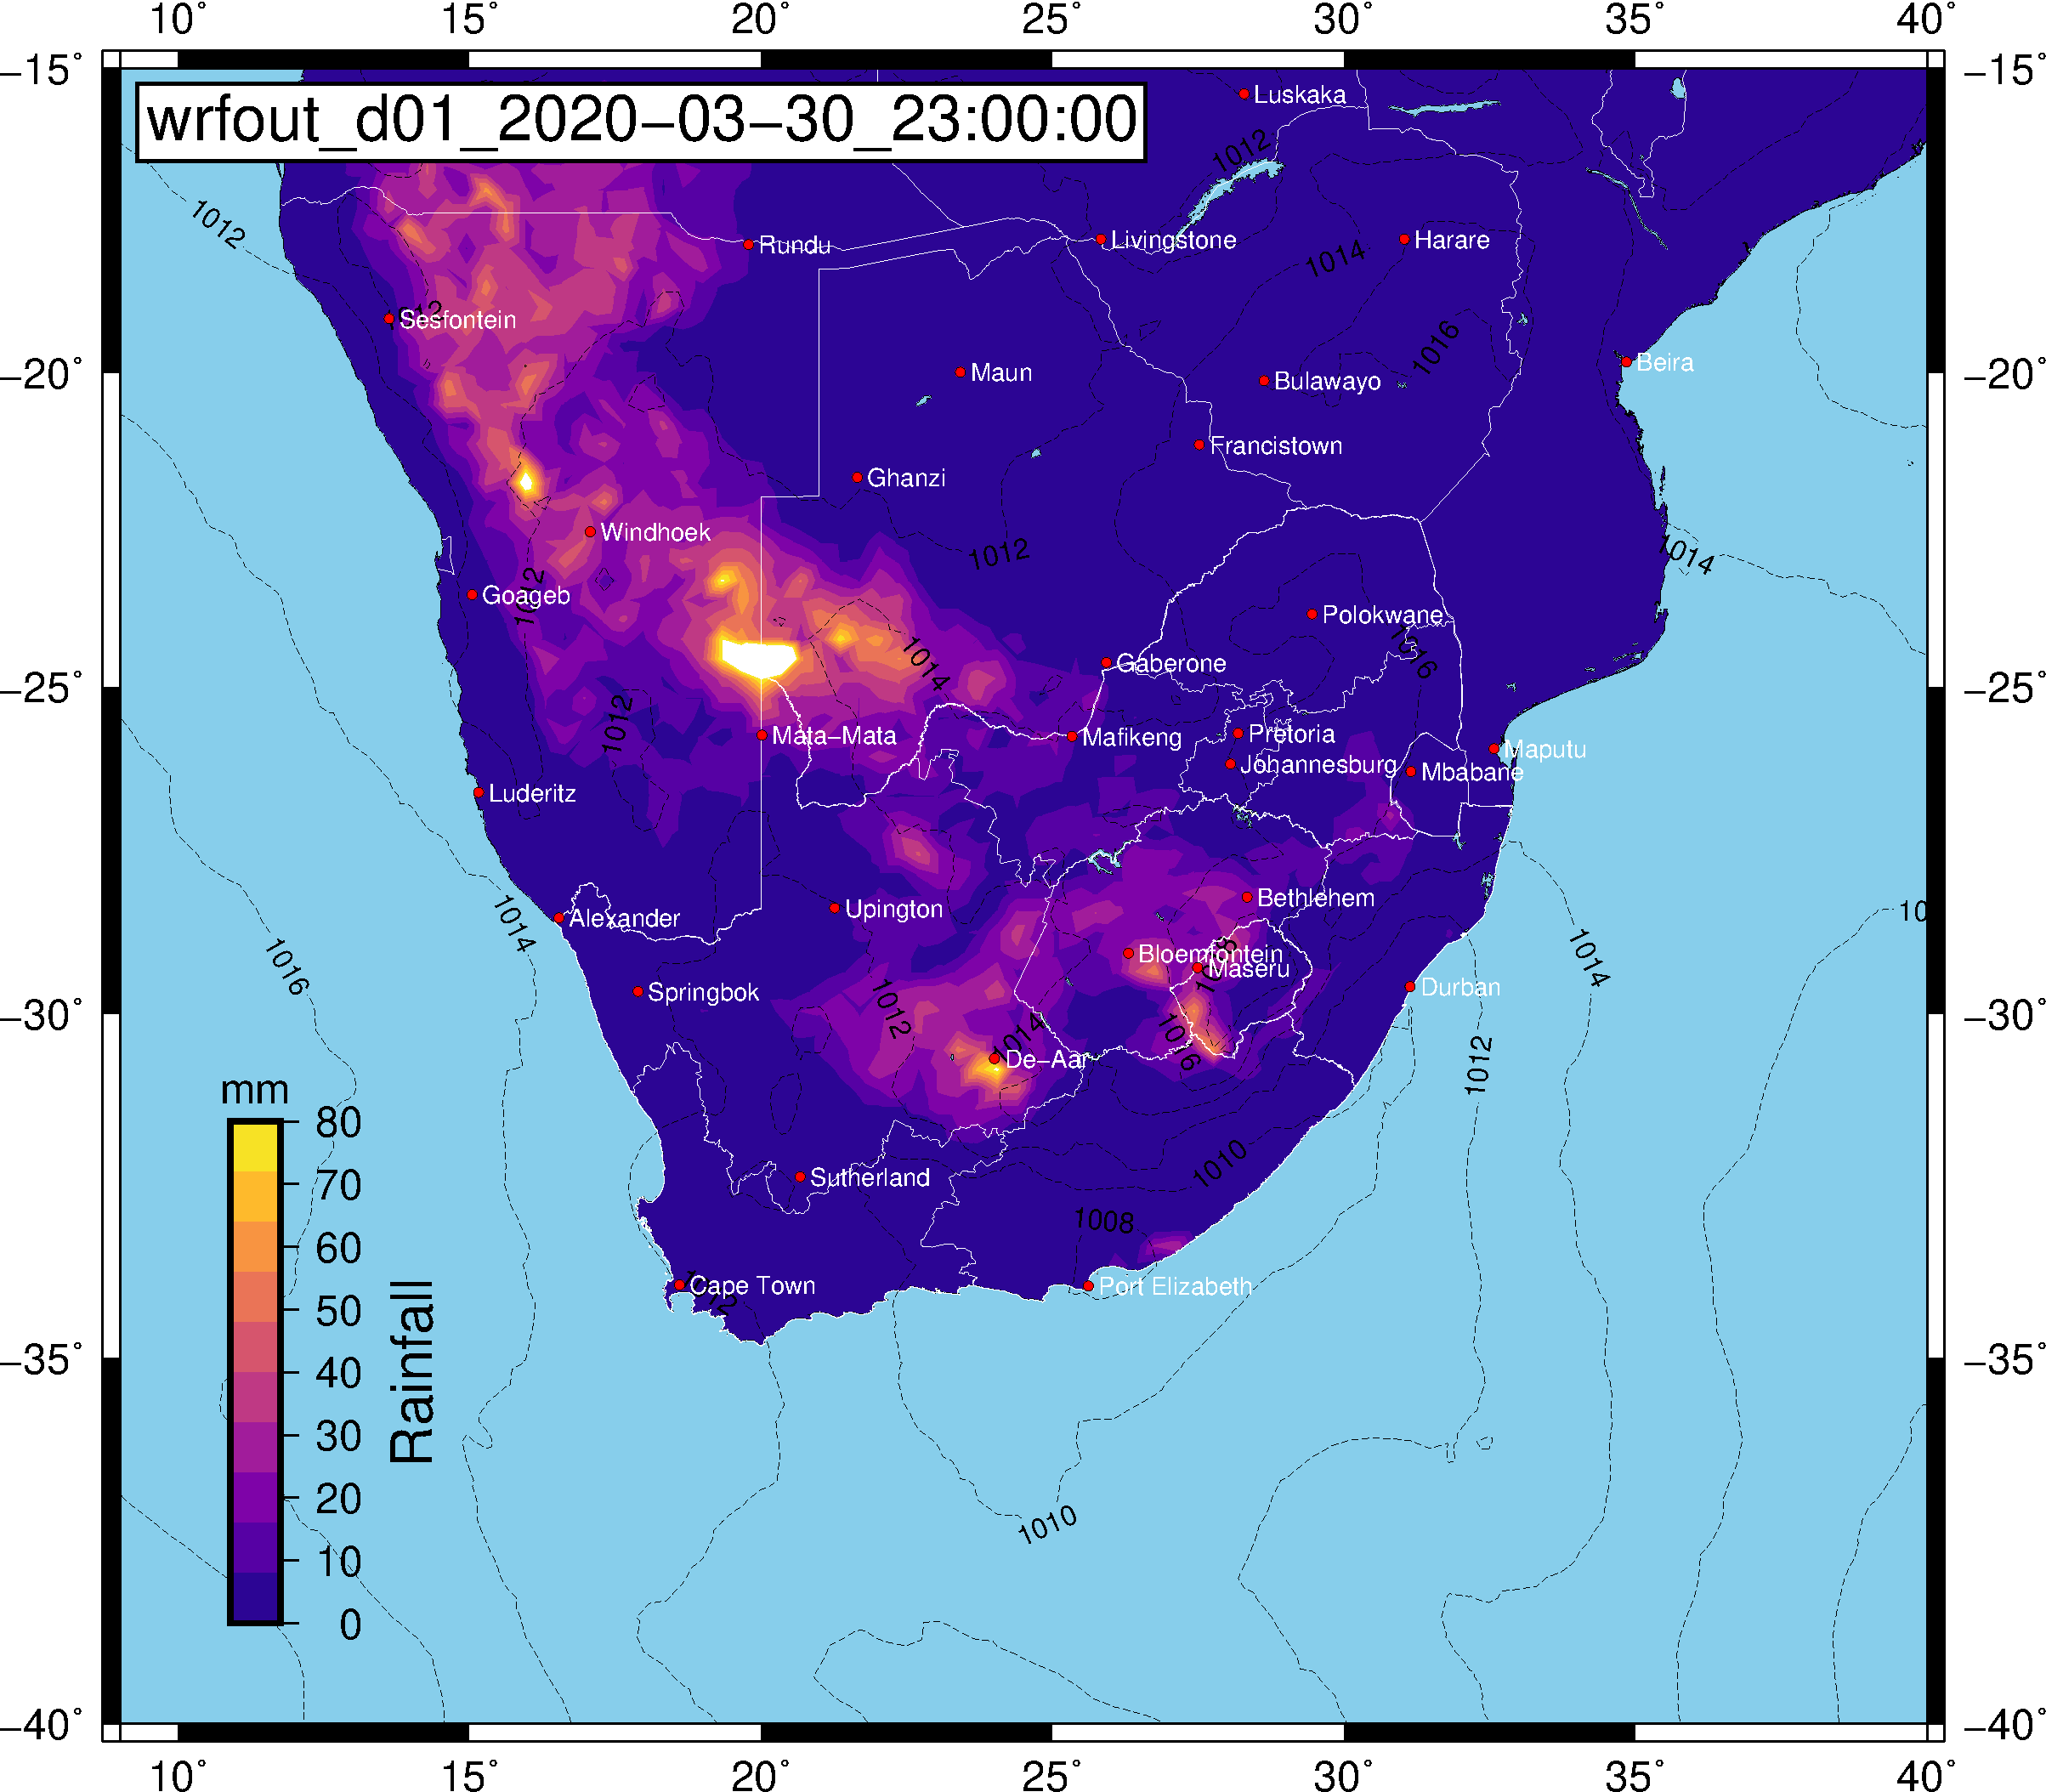 10° 15° 20° 25° 30° 35° 40°
−15° −15°
wrfout_d01_2020−03−30_23:00:00
Luskaka
1012
1012
Rundu
Livingstone
Harare
1014
1012
Sesfontein
1016
Beira
−20° −20°
Maun
Bulawayo
Francistown
Ghanzi
Windhoek
1012
1014
1012
Goageb
Polokwane
1016
1014
Gaberone
−25° −25°
1012
Mata−Mata
Mafikeng
Pretoria
Maputu
Johannesburg
Mbabane
Luderitz
Bethlehem
Upington
10
Alexander
1014
1016
1014
Bloemfontein
1008
Maseru
Durban
Springbok
1012
−30° −30°
1014
1016
1012
De−Aar
mm
80
70
60
50
40
30
20
10
0
Rainfall
1010
Sutherland
1008
Cape Town
1012
Port Elizabeth
−35° −35°
1010
−40° −40°
10° 15° 20° 25° 30° 35° 40°